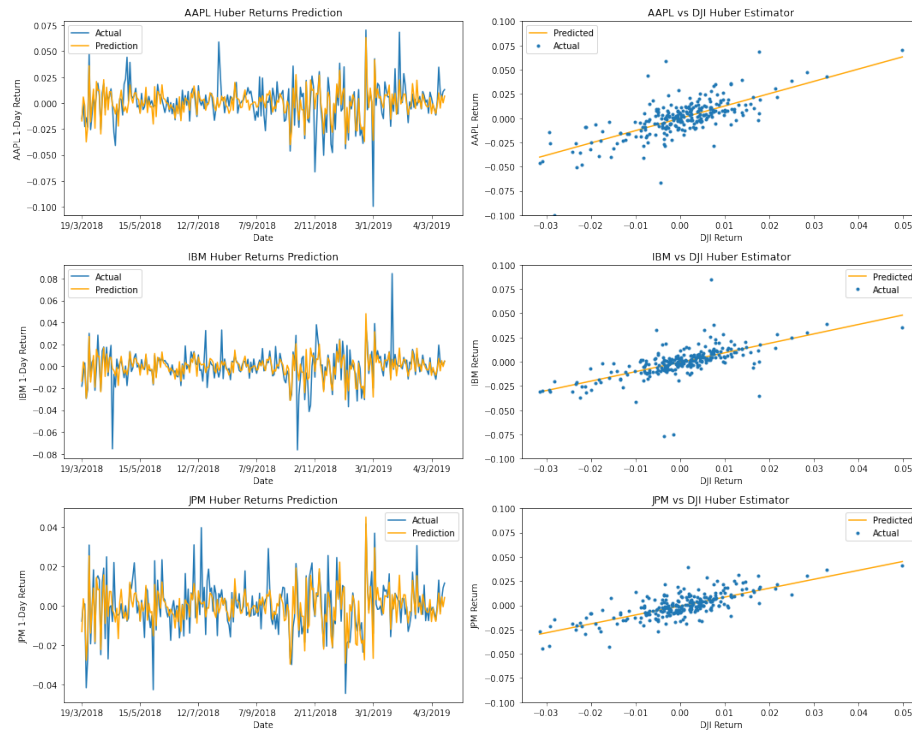 AAPL Huber Returns Prediction
Actual
Prediction
AAPL 1-Day Return
0.075
0.050
0.025
0.000
−0.025
−0.050
−0.075
−0.100
19/3/2018 15/5/2018 12/7/2018 7/9/2018 2/11/2018 3/1/2019 4/3/2019
Date
AAPL vs DJI Huber Estimator
Predicted
Actual
AAPL Return
0.100
0.075
0.050
0.025
0.000
−0.025
−0.050
−0.075
−0.100
−0.03 −0.02 −0.01 0.00 0.01 0.02 0.03 0.04 0.05
DJI Return
IBM Huber Returns Prediction
Actual
Prediction
IBM 1-Day Return
0.08
0.06
0.04
0.02
0.00
−0.02
−0.04
−0.06
−0.08
19/3/2018 15/5/2018 12/7/2018 7/9/2018 2/11/2018 3/1/2019 4/3/2019
Date
IBM vs DJI Huber Estimator
Predicted
Actual
IBM Return
0.100
0.075
0.050
0.025
0.000
−0.025
−0.050
−0.075
−0.100
−0.03 −0.02 −0.01 0.00 0.01 0.02 0.03 0.04 0.05
DJI Return
JPM Huber Returns Prediction
Actual
Prediction
JPM 1-Day Return
0.04
0.02
0.00
−0.02
−0.04
19/3/2018 15/5/2018 12/7/2018 7/9/2018 2/11/2018 3/1/2019 4/3/2019
Date
JPM vs DJI Huber Estimator
Predicted
Actual
JPM Return
0.100
0.075
0.050
0.025
0.000
−0.025
−0.050
−0.075
−0.100
−0.03 −0.02 −0.01 0.00 0.01 0.02 0.03 0.04 0.05
DJI Return